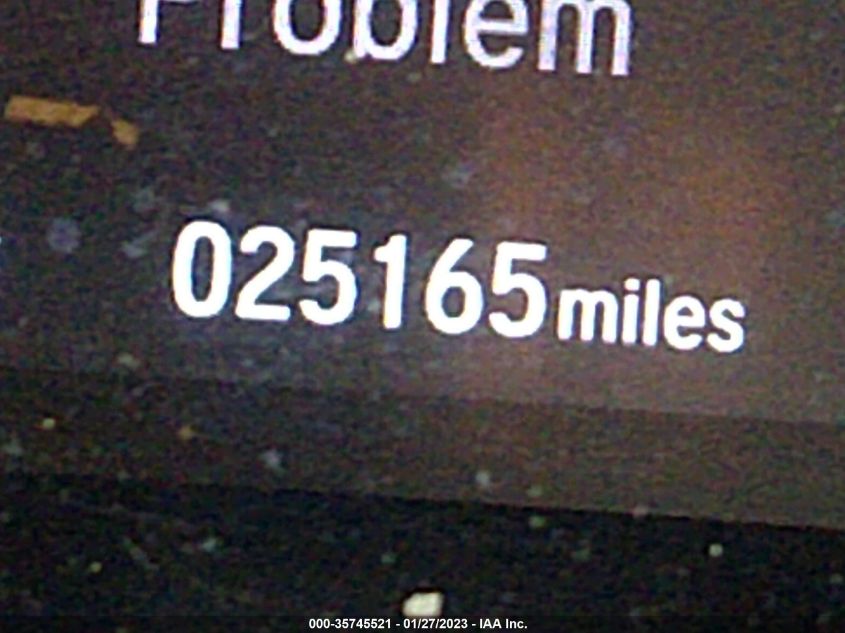 Problem
025165 miles
000-35745521 - 01/27/2023 - IAA Inc.